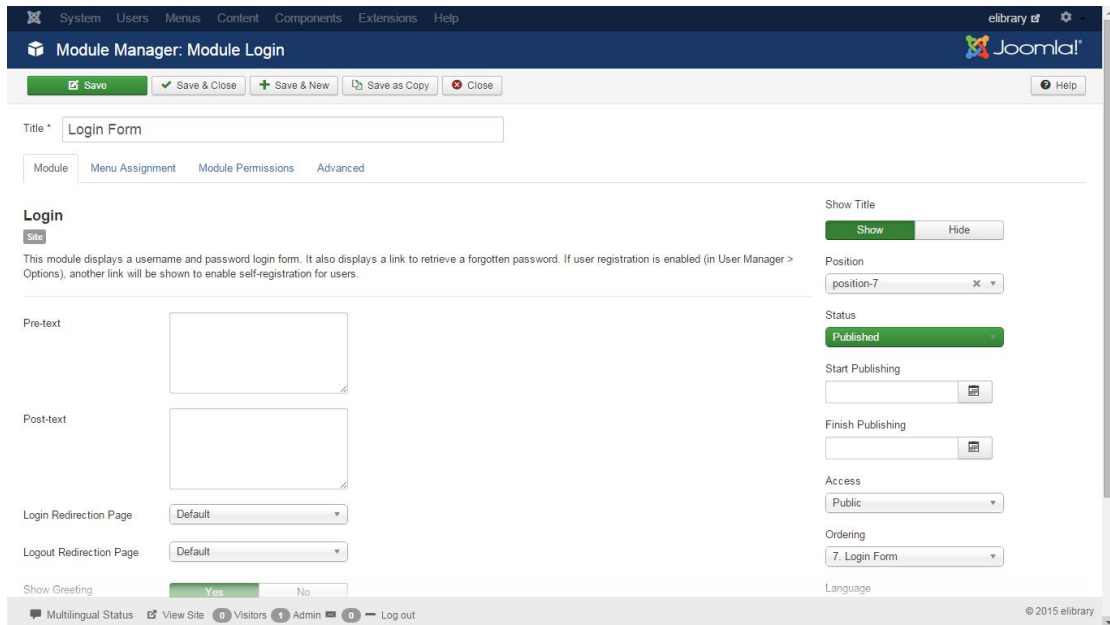 System Users Menus Content Components Extensions Help elibrary
Module Manager: Module Login Joomla!®
Save Save & Close Save & New Save as Copy Close Help
Title * Login Form
Module Menu Assignment Module Permissions Advanced
Login
Site
This module displays a username and password login form. It also displays a link to retrieve a forgotten password. If user registration is enabled (in User Manager >
Options), another link will be shown to enable self-registration for users.
Pre-text
Post-text
Login Redirection Page Default
Logout Redirection Page Default
Show Greeting Yes No
Show Title
Show Hide
Position
position-7
Status
Published
Start Publishing
Finish Publishing
Access
Public
Ordering
7. Login Form
Language
Multilingual Status View Site 0 Visitors 1 Admin 0 Log out © 2015 elibrary